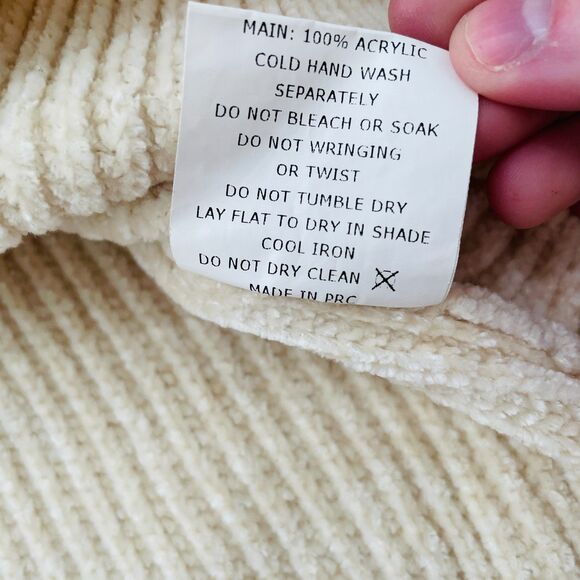 MAIN: 100% ACRYLIC
COLD HAND WASH
SEPARATELY
DO NOT BLEACH OR SOAK
DO NOT WRINGING
OR TWIST
DO NOT TUMBLE DRY
LAY FLAT TO DRY IN SHADE
COOL IRON
DO NOT DRY CLEAN
MADE IN PRC